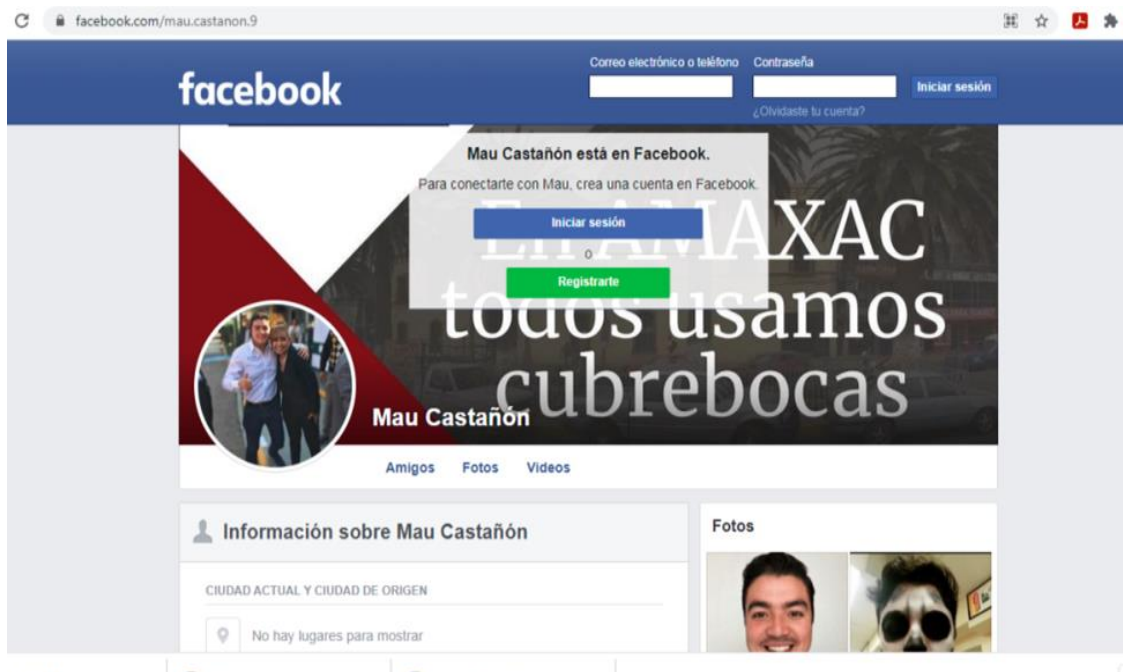 facebook.com/mau.castanon.9
facebook
Correo electrónico o teléfono
Contraseña
Iniciar sesión
¿Olvidaste tu cuenta?
Mau Castañón está en Facebook.
Para conectarte con Mau, crea una cuenta en Facebook.
Iniciar sesión
o
Registrarte
En AMAXAC
todos usamos
cubrebocas
Mau Castañón
Amigos Fotos Videos
Información sobre Mau Castañón
CIUDAD ACTUAL Y CIUDAD DE ORIGEN
No hay lugares para mostrar
Fotos